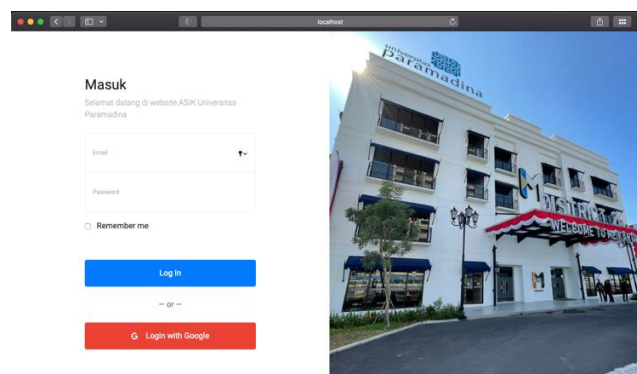 localhost
Masuk
Selamat datang di website ASIK Universitas
Paramadina
Email
Password
Remember me
Log In
— or —
G Login with Google
universitas
paramadina
M DISTRICT
WELCOME TO
M